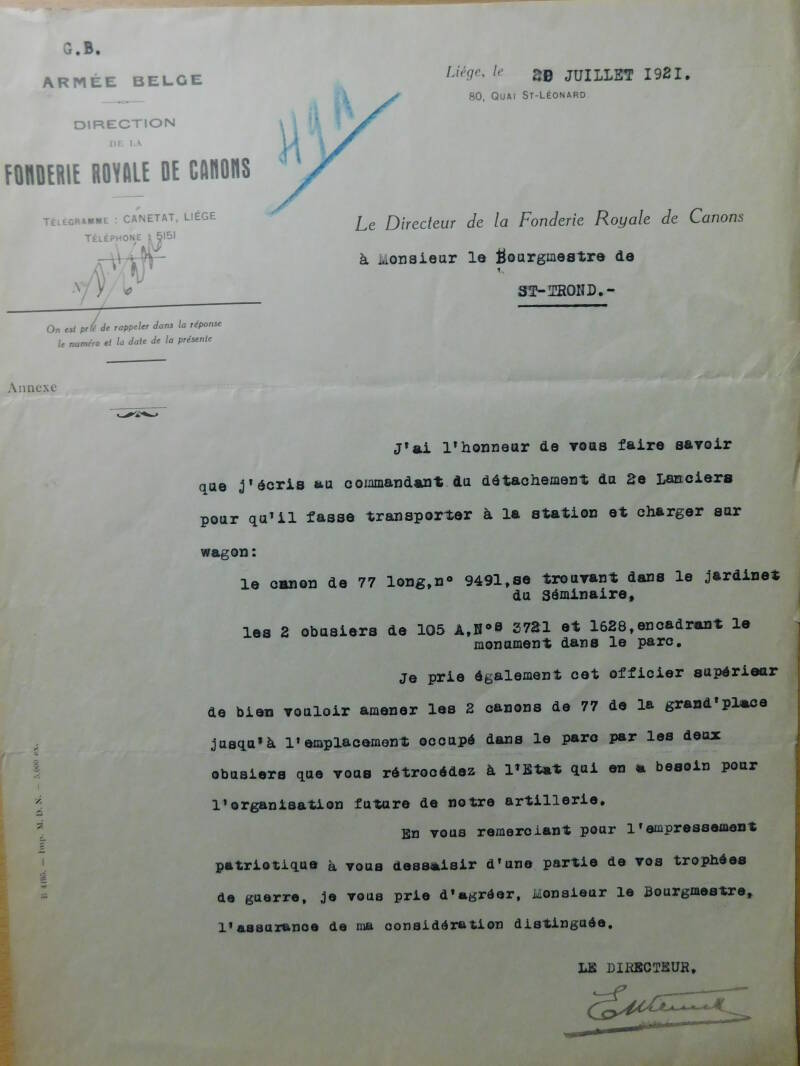 G.B.
ARMÉE BELGE
DIRECTION
DE LA
FONDERIE ROYALE DE CANONS
TÉLÉGRAMME : CANETAT, LIÉGE
TÉLÉPHONE : 5151
N°
On est prié de rappeler dans la réponse
le numéro et la date de la présente
Annexe
Liége, le 20 JUILLET 1921.
80, QUAI ST-LÉONARD
Le Directeur de la Fonderie Royale de Canons
à Monsieur le Bourgmestre de
ST-TROND.-
J'ai l'honneur de vous faire savoir
que j'écris au commandant du détachement du 2e Lanciers
pour qu'il fasse transporter à la station et charger sur
wagon:
le canon de 77 long,n° 9491,se trouvant dans le jardinet
du Séminaire,
les 2 obusiers de 105 A,N°s 3721 et 1628,encadrant le
monument dans le parc.
Je prie également cet officier supérieur
de bien vouloir amener les 2 canons de 77 de la grand'place
jusqu'à l'emplacement occupé dans le parc par les deux
obusiers que vous rétrocédez à l'Etat qui en a besoin pour
l'organisation future de notre artillerie.
En vous remerciant pour l'empressement
patriotique à vous dessaisir d'une partie de vos trophées
de guerre, je vous prie d'agréer, Monsieur le Bourgmestre,
l'assurance de ma considération distinguée.
LE DIRECTEUR,
Imp. M. D. N. — 5,000 ex.